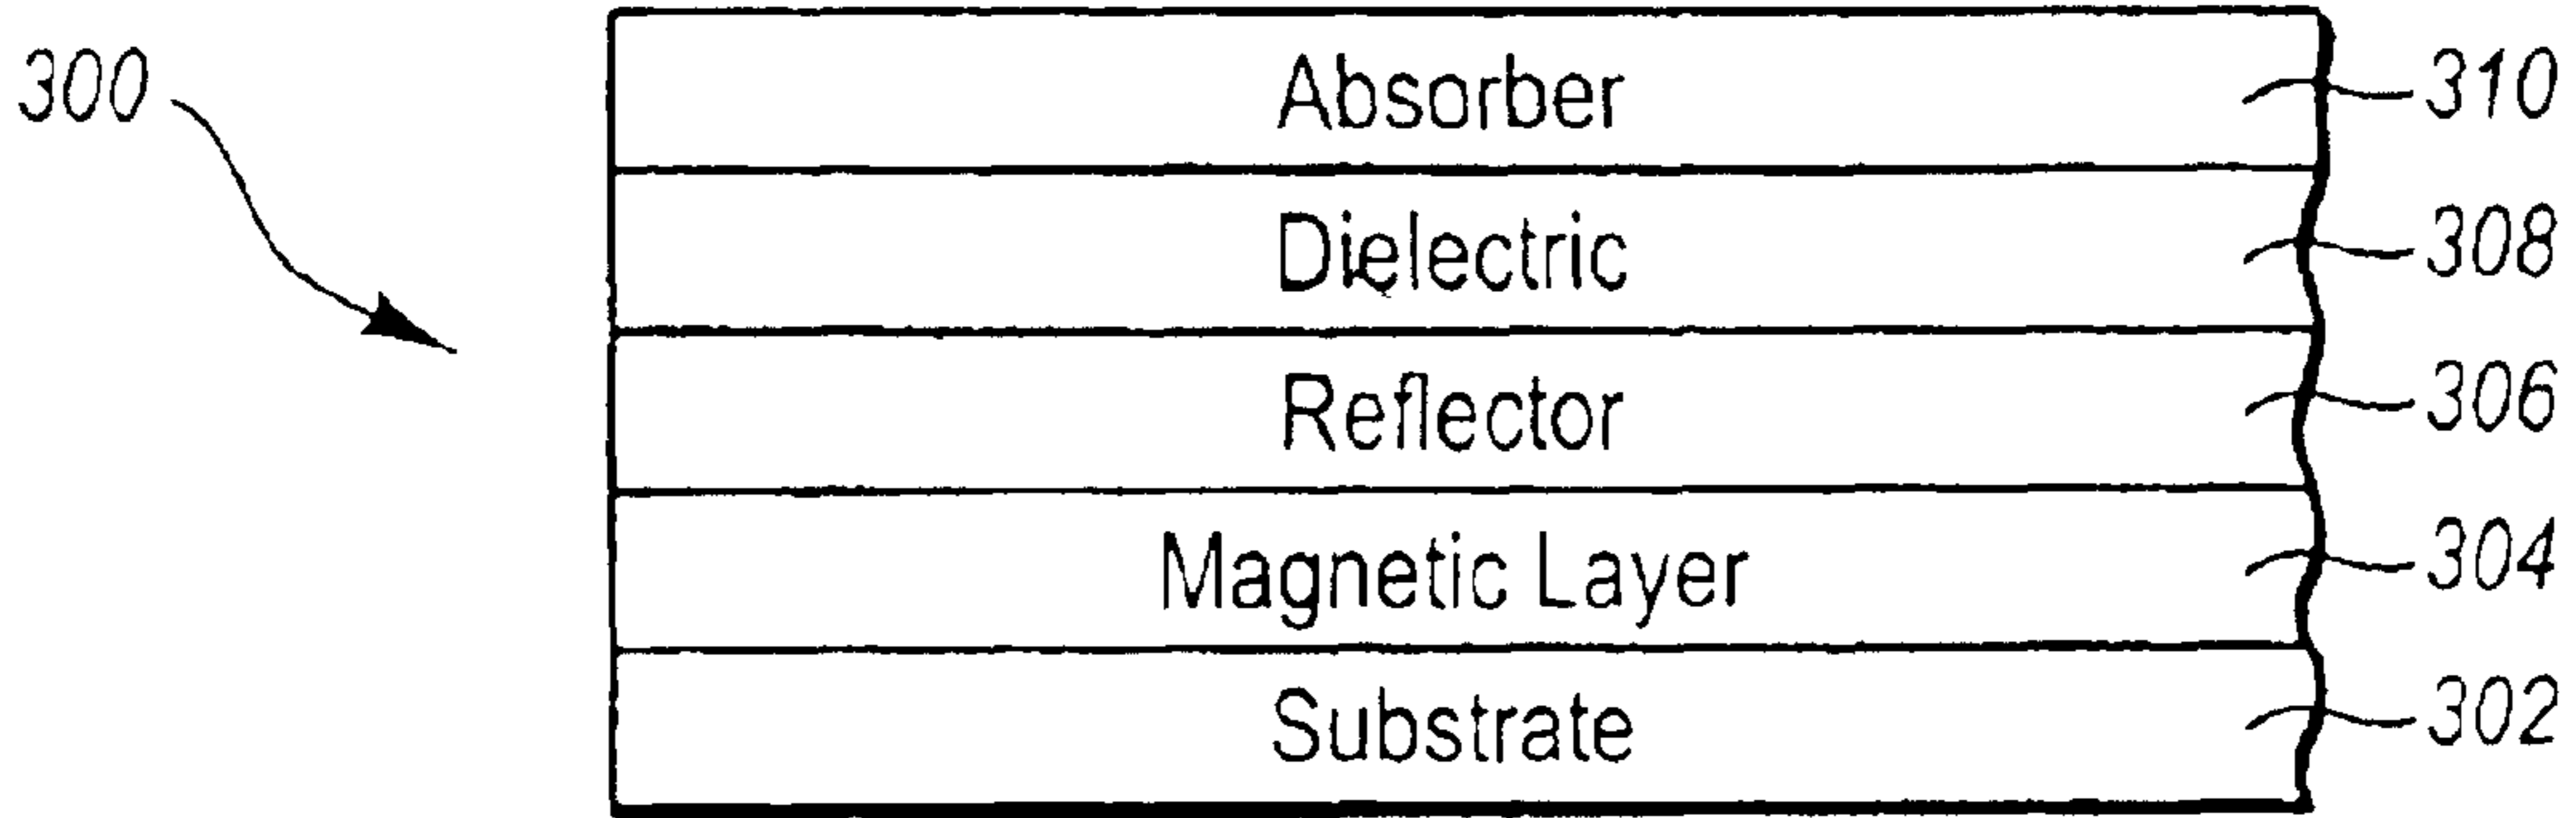 300
Absorber 310
Dielectric 308
Reflector 306
Magnetic Layer 304
Substrate 302